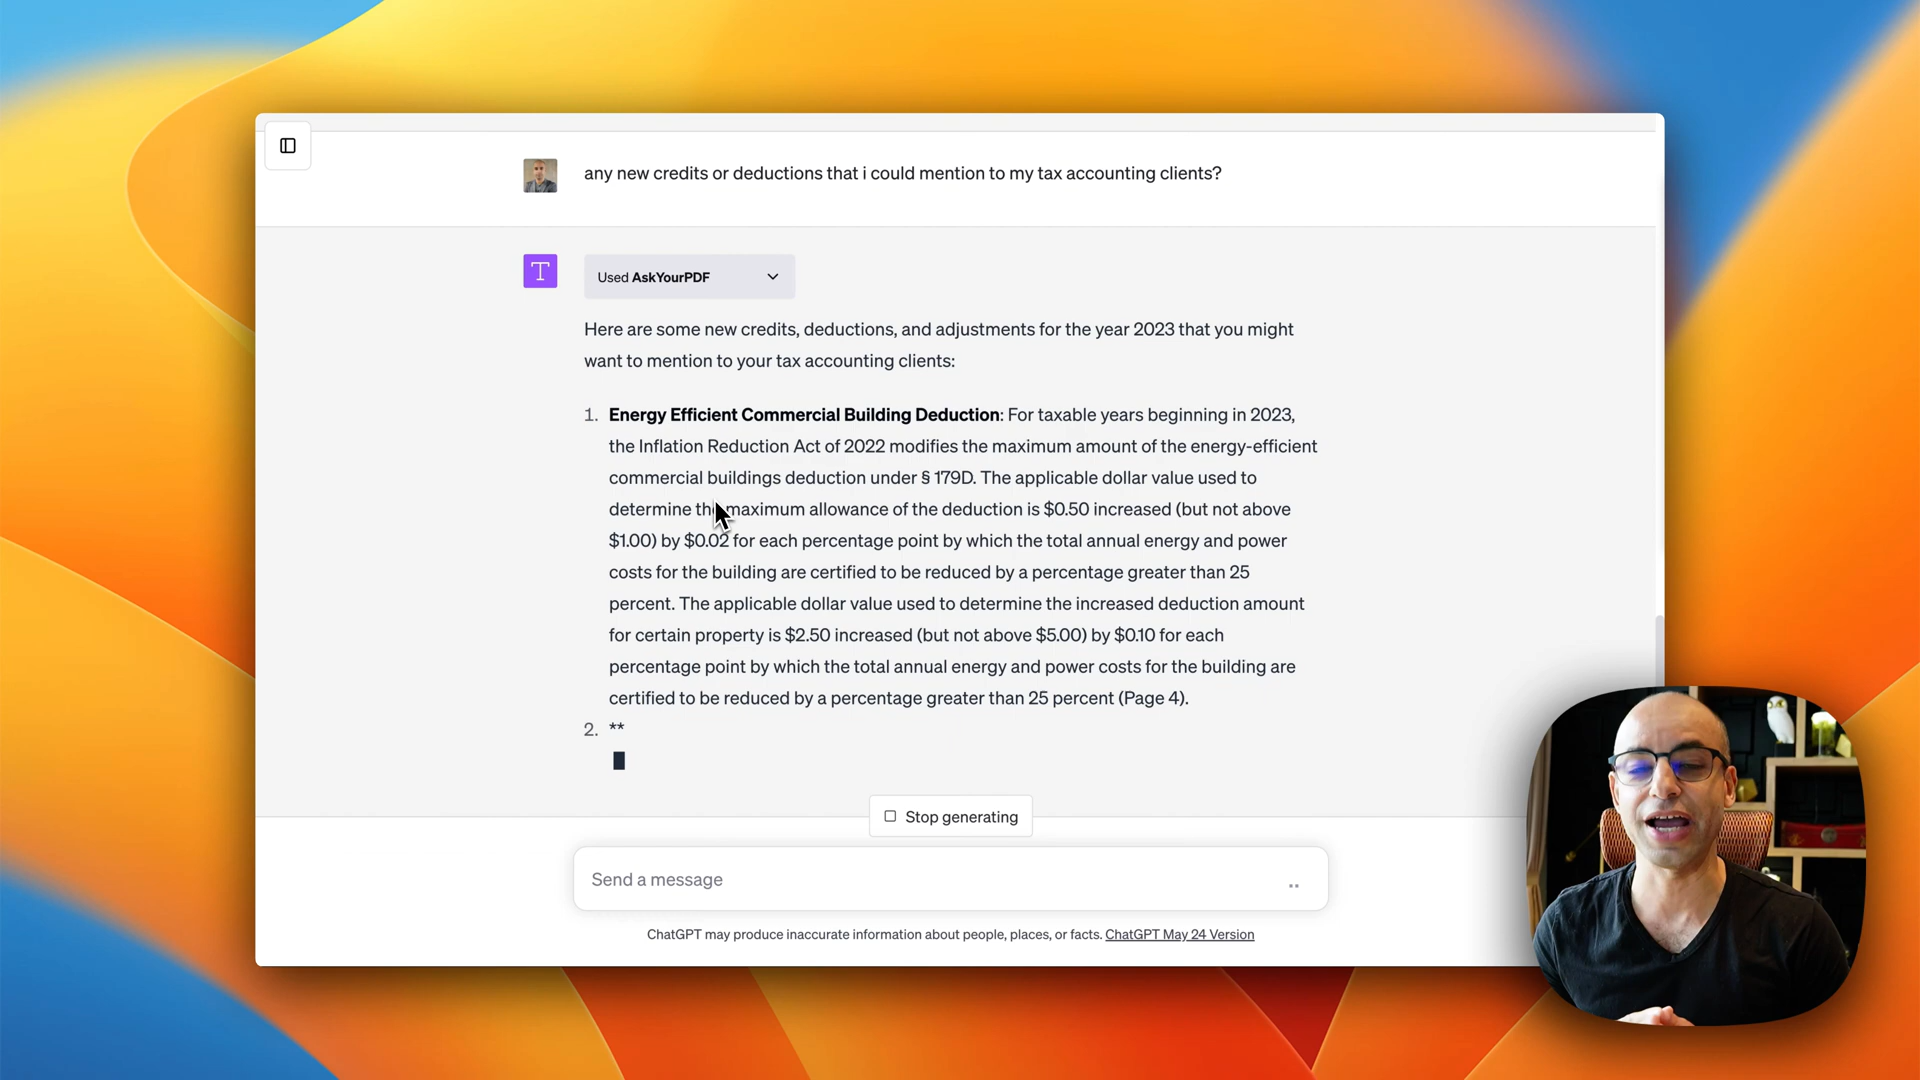 any new credits or deductions that i could mention to my tax accounting clients?
T
Used AskYourPDF
Here are some new credits, deductions, and adjustments for the year 2023 that you might
want to mention to your tax accounting clients:
1. Energy Efficient Commercial Building Deduction: For taxable years beginning in 2023,
the Inflation Reduction Act of 2022 modifies the maximum amount of the energy-efficient
commercial buildings deduction under § 179D. The applicable dollar value used to
determine the maximum allowance of the deduction is $0.50 increased (but not above
$1.00) by $0.02 for each percentage point by which the total annual energy and power
costs for the building are certified to be reduced by a percentage greater than 25
percent. The applicable dollar value used to determine the increased deduction amount
for certain property is $2.50 increased (but not above $5.00) by $0.10 for each
percentage point by which the total annual energy and power costs for the building are
certified to be reduced by a percentage greater than 25 percent (Page 4).
2. **
Stop generating
Send a message
ChatGPT may produce inaccurate information about people, places, or facts. ChatGPT May 24 Version